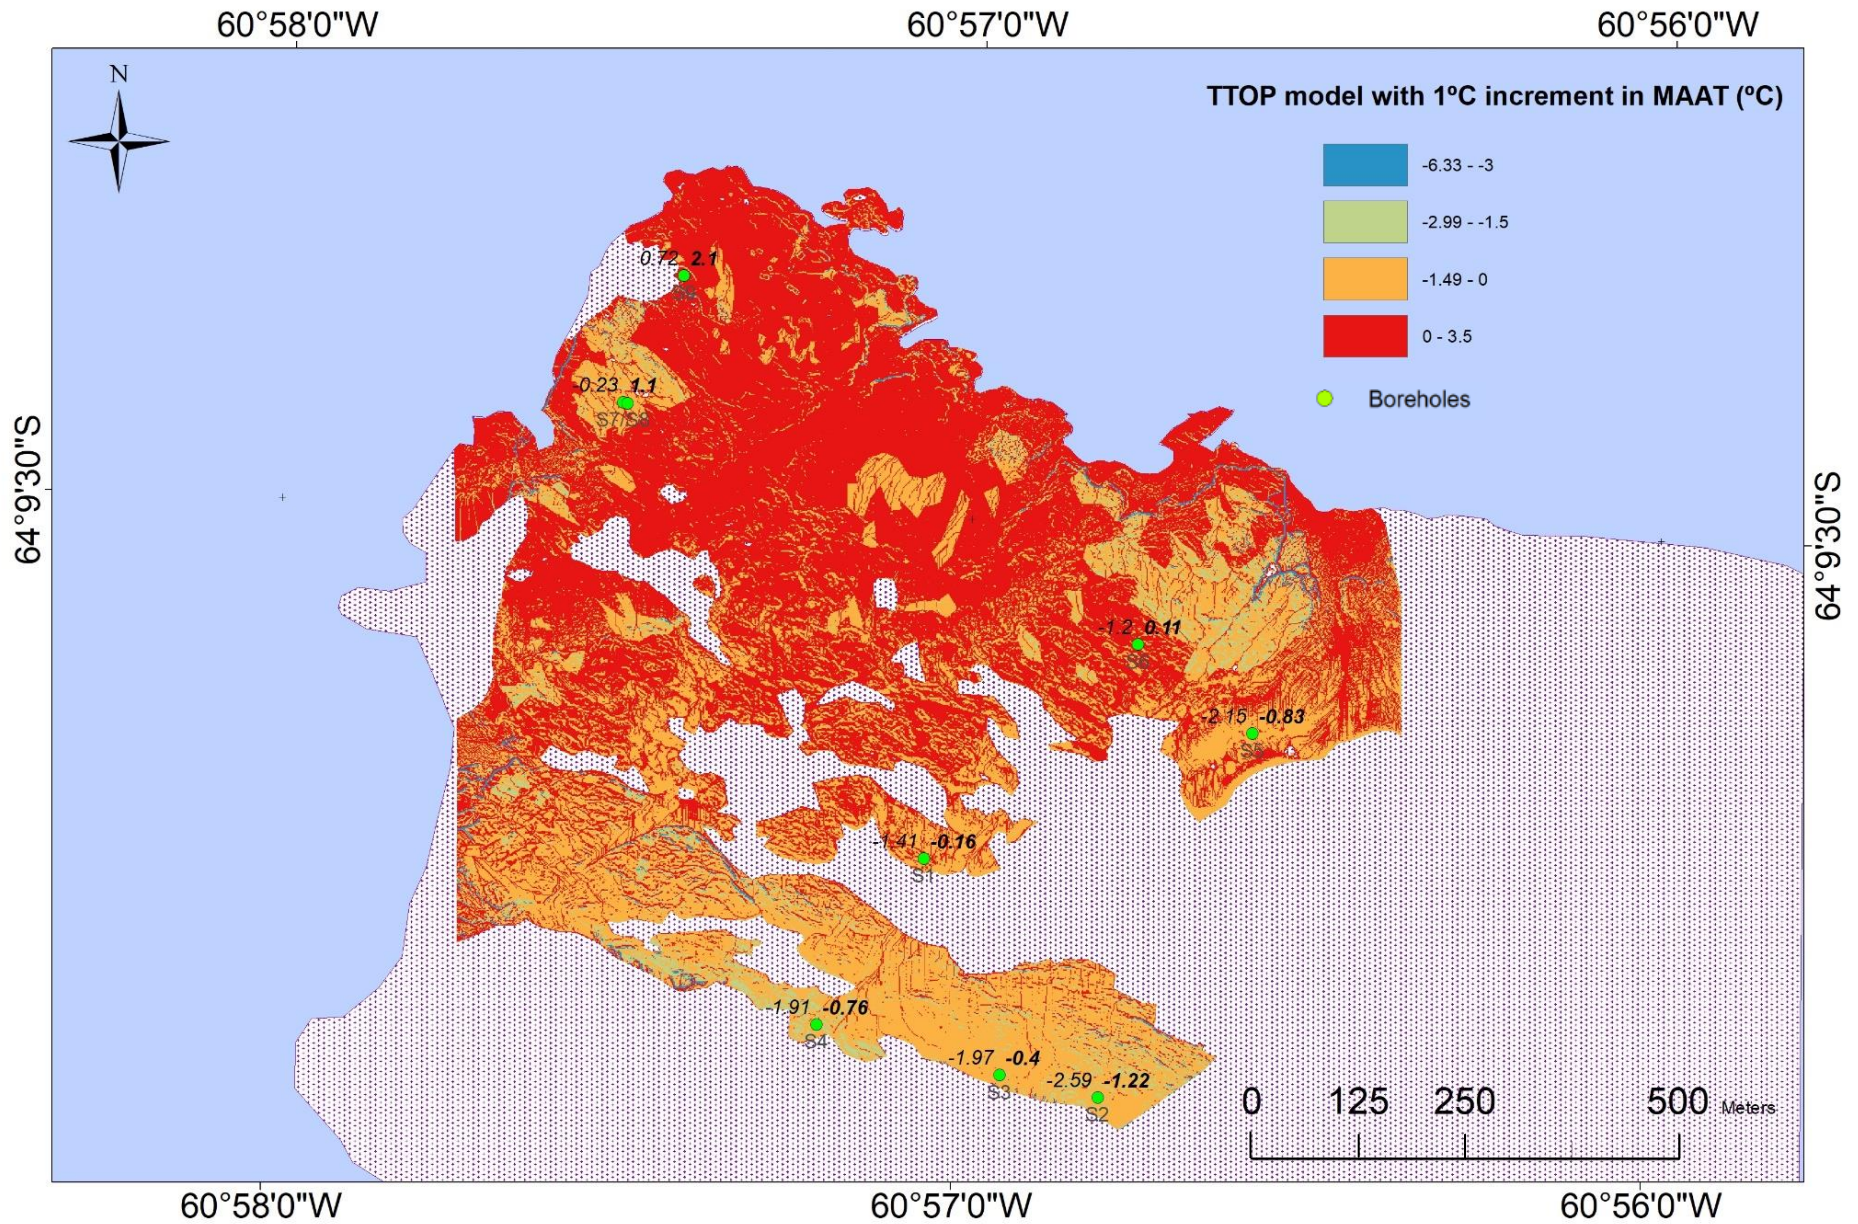 60°58'0"W 60°57'0"W 60°56'0"W
N
TTOP model with 1ºC increment in MAAT (ºC)
-6.33 - -3
-2.99 - -1.5
-1.49 - 0
0 - 3.5
Boreholes
0.72 2.1
-0.23 1.1
S7
64°9'30"S
64°9'30"S
-1.2 0.11
-2.15 -0.83
S5
-1.41 -0.16
S1
-1.91 -0.76
S4
-1.97 -0.4
S3
-2.59 -1.22
S2
0 125 250 500 Meters
60°58'0"W 60°57'0"W 60°56'0"W